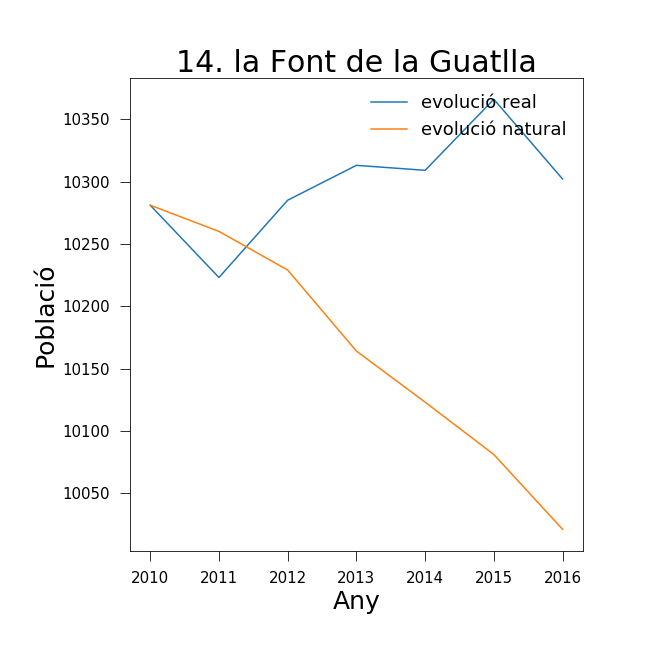 14. la Font de la Guatlla
evolució real
evolució natural
10350
10300
10250
10200
10150
10100
10050
Població
2010 2011 2012 2013 2014 2015 2016
Any